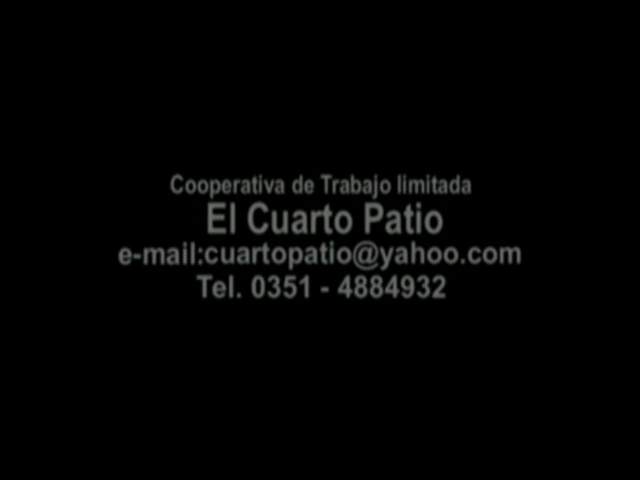 Cooperativa de Trabajo limitada
El Cuarto Patio
e-mail:cuartopatio@yahoo.com
Tel. 0351 - 4884932